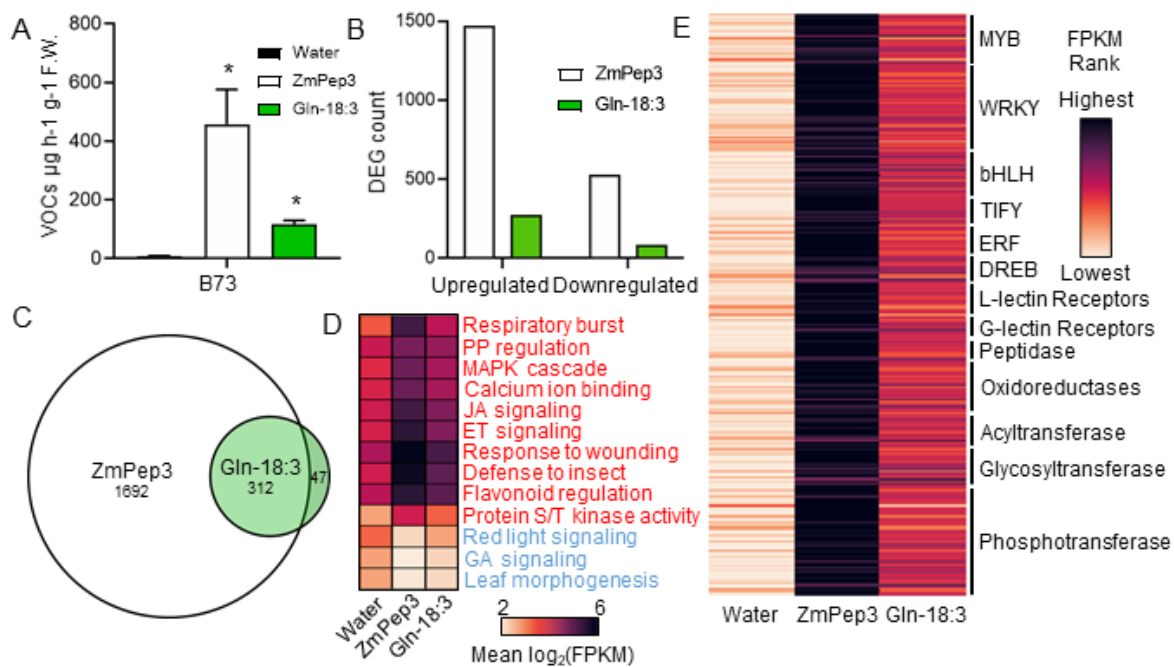 A
VOCs µg h-1 g-1 F.W.
800
600
400
200
0
*
*
Water
ZmPep3
Gln-18:3
B73
B
DEG count
1500
1000
500
0
ZmPep3
Gln-18:3
Upregulated Downregulated
C
ZmPep3
1692
Gln-18:3
312
47
D
Respiratory burst
PP regulation
MAPK cascade
Calcium ion binding
JA signaling
ET signaling
Response to wounding
Defense to insect
Flavonoid regulation
Protein S/T kinase activity
Red light signaling
GA signaling
Leaf morphogenesis
Water
ZmPep3
Gln-18:3
2 6
Mean log₂(FPKM)
E
MYB
WRKY
bHLH
TIFY
ERF
DREB
L-lectin Receptors
G-lectin Receptors
Peptidase
Oxidoreductases
Acyltransferase
Glycosyltransferase
Phosphotransferase
FPKM
Rank
Highest
Lowest
Water ZmPep3 Gln-18:3